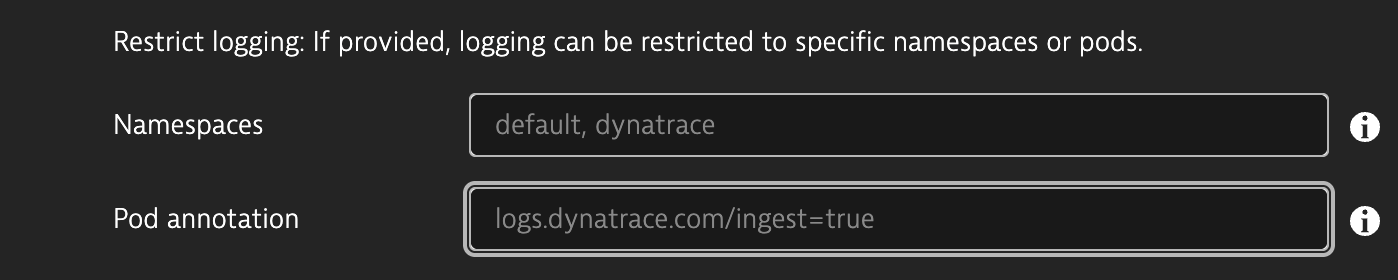 Restrict logging: If provided, logging can be restricted to specific namespaces or pods.
Namespaces
default, dynatrace
Pod annotation
logs.dynatrace.com/ingest=true